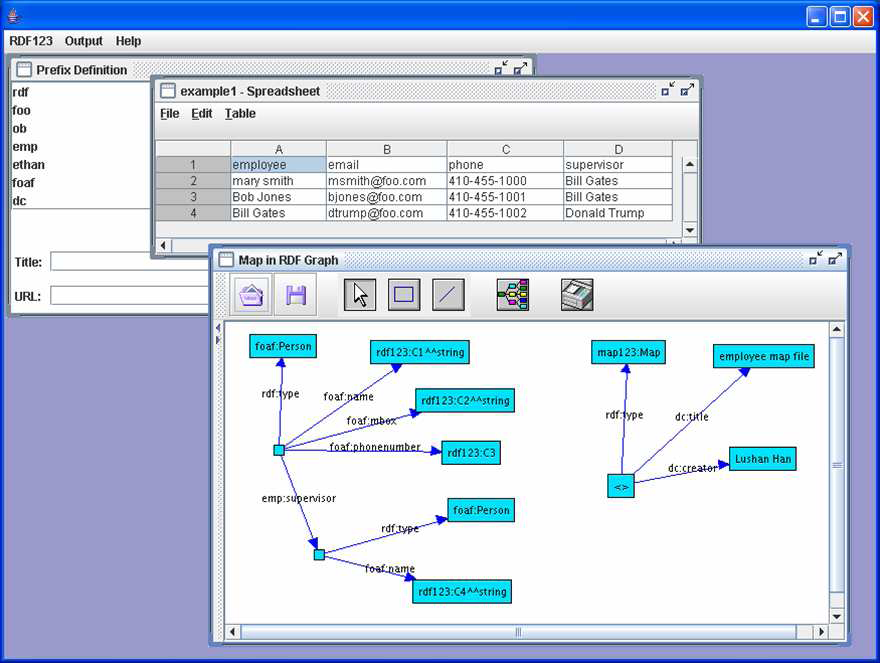 RDF123 Output Help
Prefix Definition
rdf
foo
ob
emp
ethan
foaf
dc
Title:
URL:
example1 - Spreadsheet
File Edit Table
A B C D
1 employee email phone supervisor
2 mary smith msmith@foo.com 410-455-1000 Bill Gates
3 Bob Jones bjones@foo.com 410-455-1001 Bill Gates
4 Bill Gates dtrump@foo.com 410-455-1002 Donald Trump
Map in RDF Graph
foaf:Person
rdf123:C1^^string
rdf:type
foaf:name
rdf123:C2^^string
foaf:mbox
foaf:phonenumber
rdf123:C3
emp:supervisor
foaf:Person
rdf:type
foaf:name
rdf123:C4^^string
map123:Map
employee map file
rdf:type
dc:title
dc:creator
Lushan Han
<>